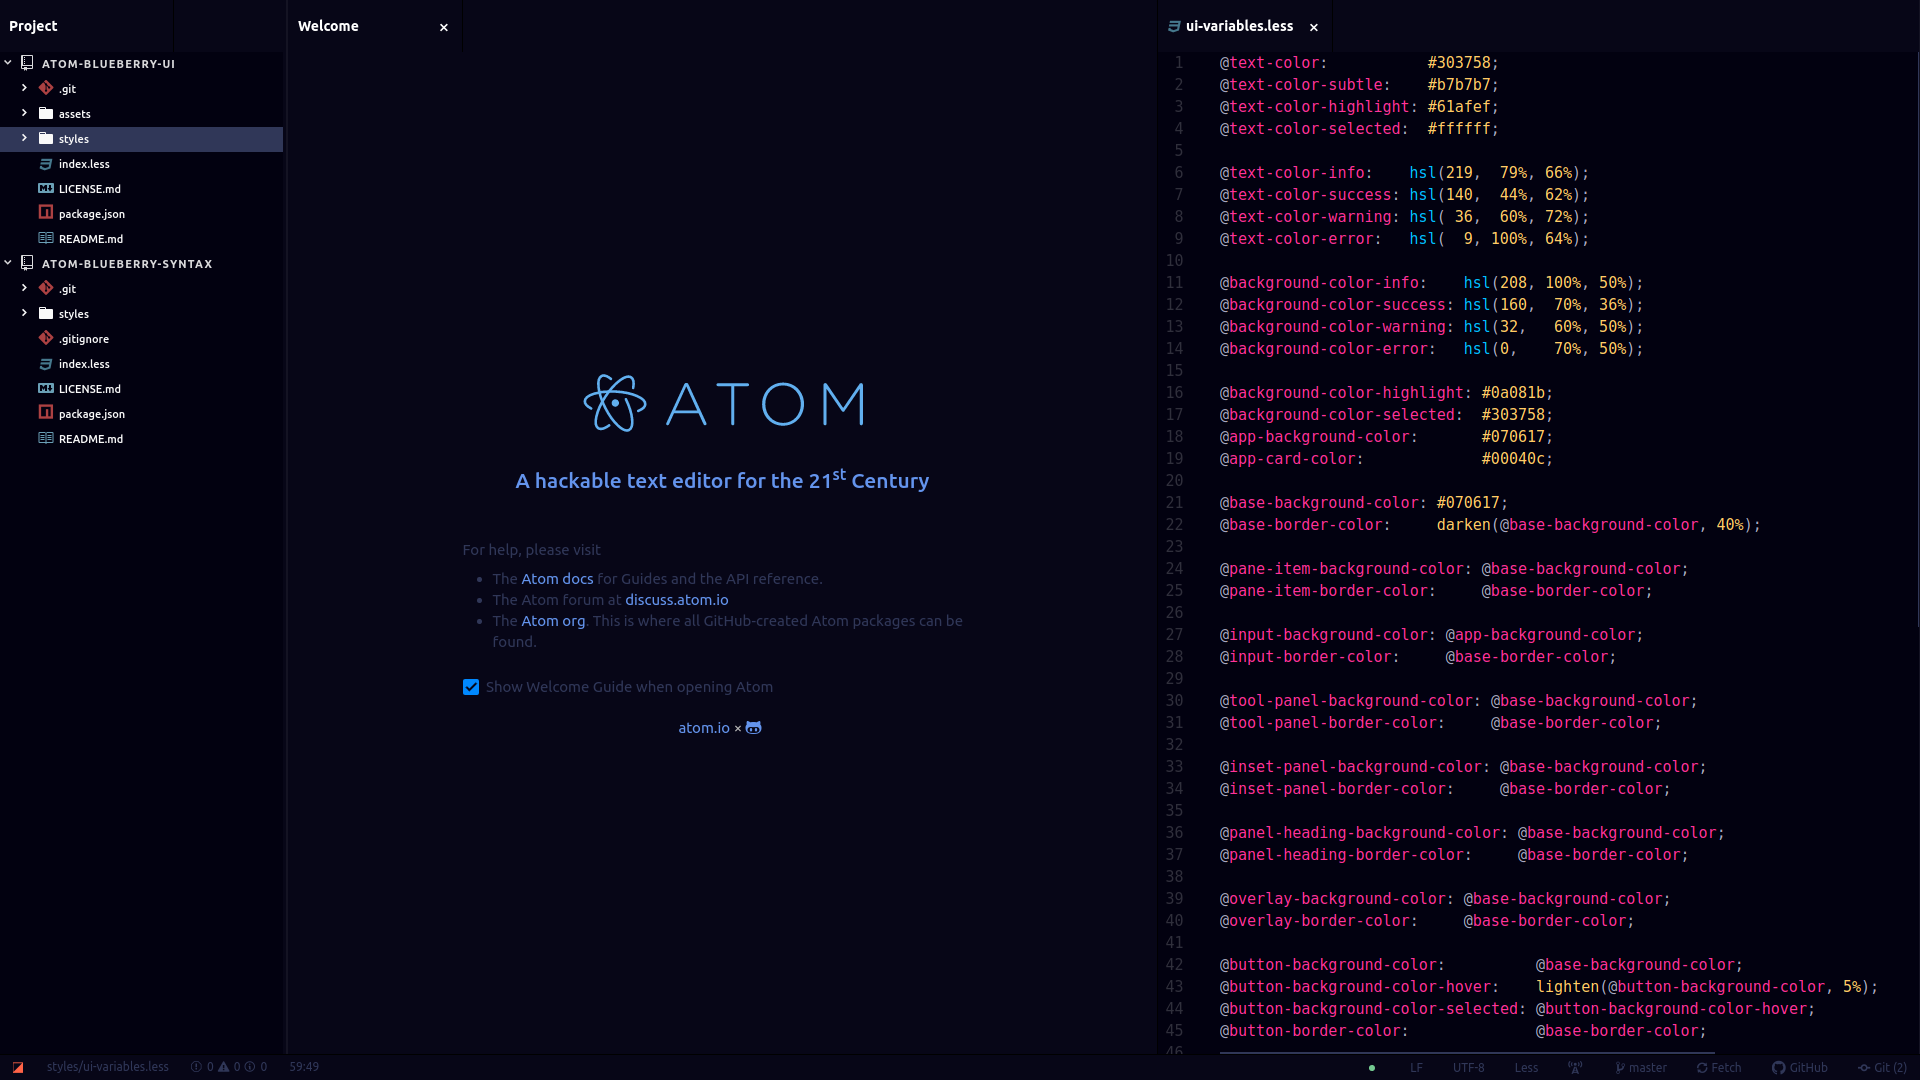 Project
ATOM-BLUEBERRY-UI
.git
assets
styles
index.less
LICENSE.md
package.json
README.md
ATOM-BLUEBERRY-SYNTAX
.git
styles
.gitignore
index.less
LICENSE.md
package.json
README.md
Welcome ×
ATOM
A hackable text editor for the 21st Century
For help, please visit
• The Atom docs for Guides and the API reference.
• The Atom forum at discuss.atom.io
• The Atom org. This is where all GitHub-created Atom packages can be
found.
Show Welcome Guide when opening Atom
atom.io ×
ui-variables.less ×
1 @text-color: #303758;
2 @text-color-subtle: #b7b7b7;
3 @text-color-highlight: #61afef;
4 @text-color-selected: #ffffff;
5
6 @text-color-info: hsl(219, 79%, 66%);
7 @text-color-success: hsl(140, 44%, 62%);
8 @text-color-warning: hsl( 36, 60%, 72%);
9 @text-color-error: hsl( 9, 100%, 64%);
10
11 @background-color-info: hsl(208, 100%, 50%);
12 @background-color-success: hsl(160, 70%, 36%);
13 @background-color-warning: hsl(32, 60%, 50%);
14 @background-color-error: hsl(0, 70%, 50%);
15
16 @background-color-highlight: #0a081b;
17 @background-color-selected: #303758;
18 @app-background-color: #070617;
19 @app-card-color: #00040c;
20
21 @base-background-color: #070617;
22 @base-border-color: darken(@base-background-color, 40%);
23
24 @pane-item-background-color: @base-background-color;
25 @pane-item-border-color: @base-border-color;
26
27 @input-background-color: @app-background-color;
28 @input-border-color: @base-border-color;
29
30 @tool-panel-background-color: @base-background-color;
31 @tool-panel-border-color: @base-border-color;
32
33 @inset-panel-background-color: @base-background-color;
34 @inset-panel-border-color: @base-border-color;
35
36 @panel-heading-background-color: @base-background-color;
37 @panel-heading-border-color: @base-border-color;
38
39 @overlay-background-color: @base-background-color;
40 @overlay-border-color: @base-border-color;
41
42 @button-background-color: @base-background-color;
43 @button-background-color-hover: lighten(@button-background-color, 5%);
44 @button-background-color-selected: @button-background-color-hover;
45 @button-border-color: @base-border-color;
46
styles/ui-variables.less 0 0 0 59:49 LF UTF-8 Less master Fetch GitHub Git (2)